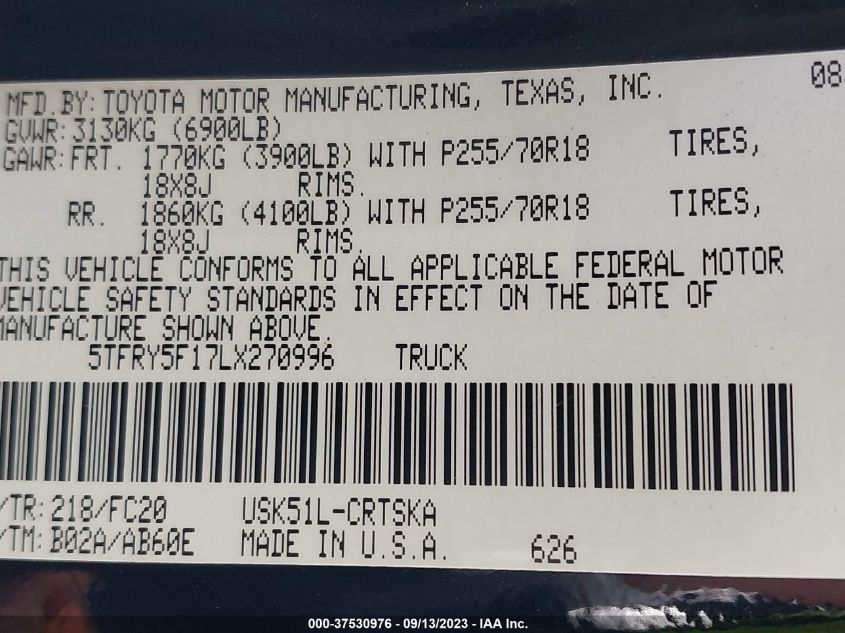 08
MFD.BY: TOYOTA MOTOR MANUFACTURING, TEXAS, INC.
GVWR: 3130KG (6900LB)
GAWR: FRT. 1770KG (3900LB) WITH P255/70R18 TIRES,
18X8J RIMS.
RR. 1860KG (4100LB) WITH P255/70R18 TIRES,
18X8J RIMS.
THIS VEHICLE CONFORMS TO ALL APPLICABLE FEDERAL MOTOR
VEHICLE SAFETY STANDARDS IN EFFECT ON THE DATE OF
MANUFACTURE SHOWN ABOVE.
5TFRY5F17LX270996 TRUCK
/TR: 218/FC20 USK51L-CRTSKA
/TM: B02A/AB60E MADE IN U.S.A. 626
000-37530976 - 09/13/2023 - IAA Inc.